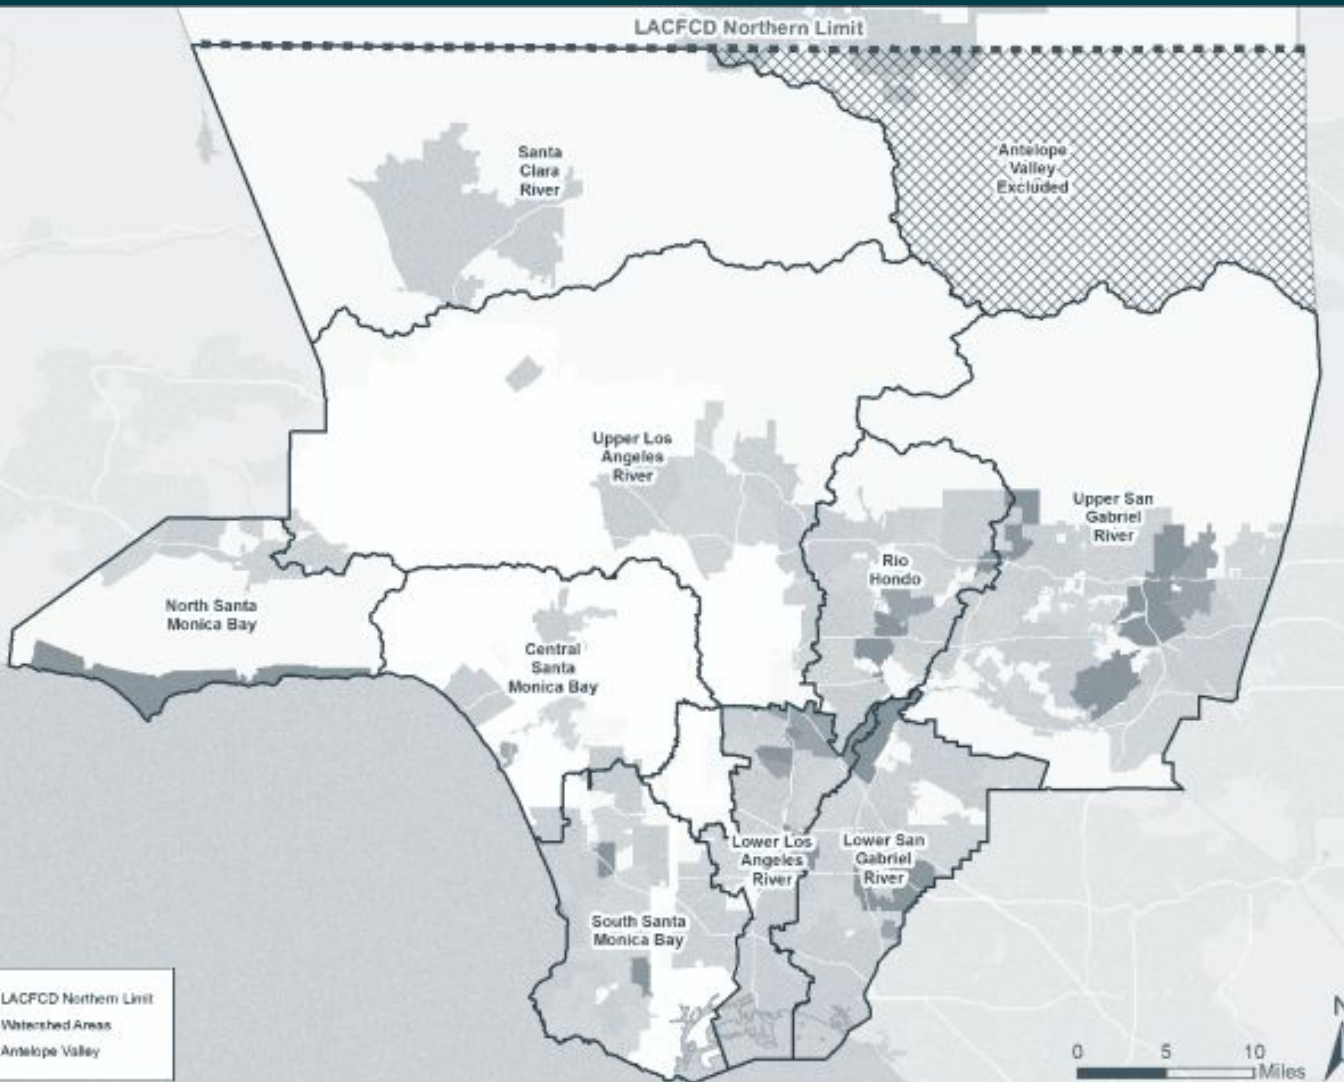 LACFCD Northern Limit
Santa
Clara
River
Antelope
Valley
Excluded
Upper Los
Angeles
River
Upper San
Gabriel
River
Rio
Hondo
North Santa
Monica Bay
Central
Santa
Monica Bay
Lower Los
Angeles
River
Lower San
Gabriel
River
South Santa
Monica Bay
LACFCD Northern Limit
Watershed Areas
Antelope Valley
0 5 10
Miles
N